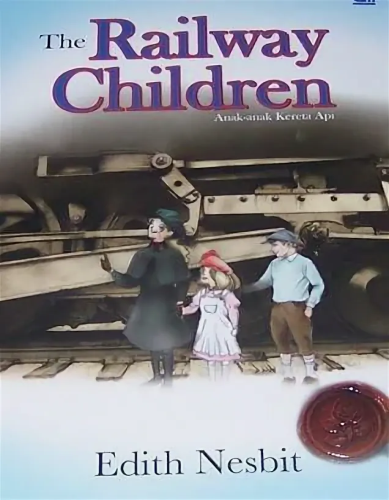 The Railway
Children
Anak-anak Kereta Api
Edith Nesbit